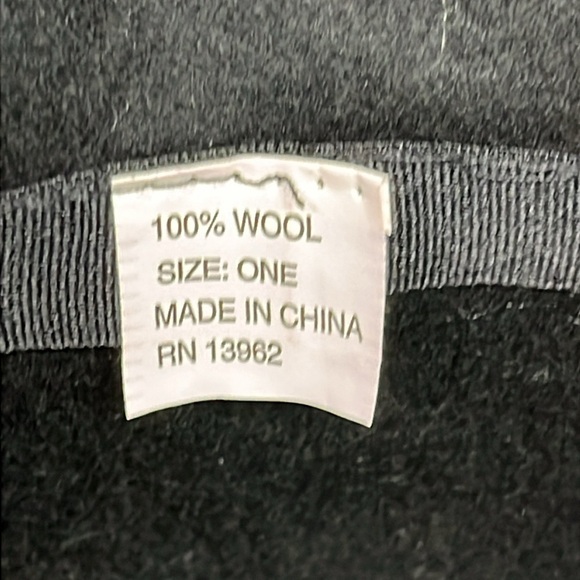 100% WOOL
SIZE: ONE
MADE IN CHINA
RN 13962